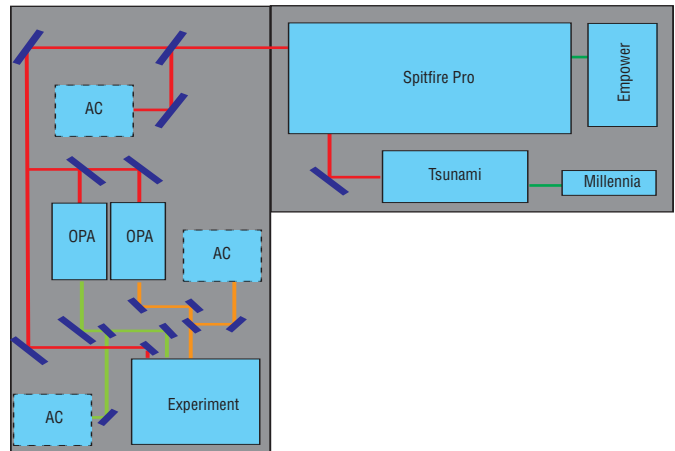 Spitfire Pro
Empower
AC
Tsunami
Millennia
OPA
OPA
AC
Experiment
AC